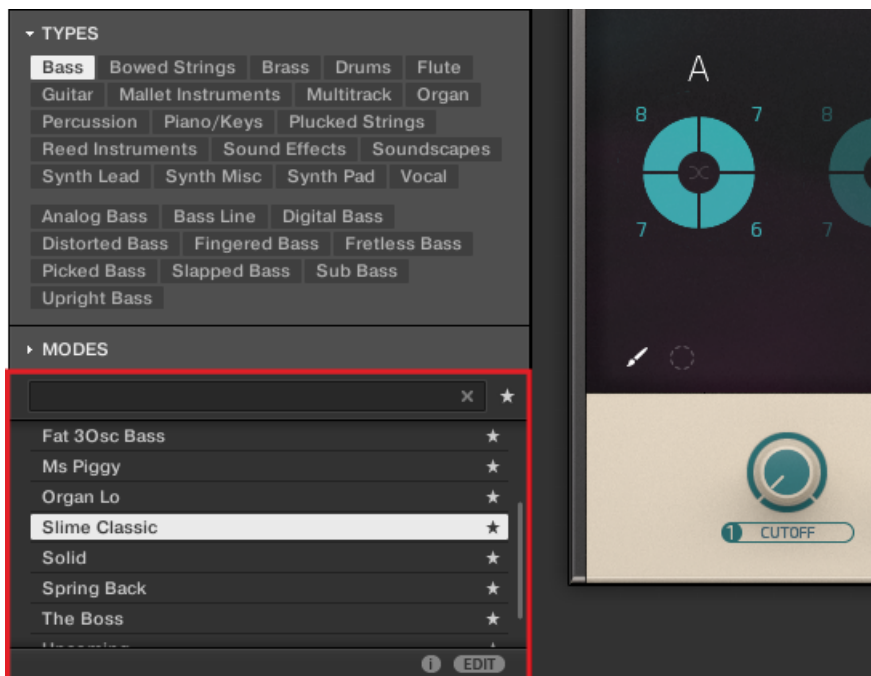 TYPES
Bass Bowed Strings Brass Drums Flute
Guitar Mallet Instruments Multitrack Organ
Percussion Piano/Keys Plucked Strings
Reed Instruments Sound Effects Soundscapes
Synth Lead Synth Misc Synth Pad Vocal
Analog Bass Bass Line Digital Bass
Distorted Bass Fingered Bass Fretless Bass
Picked Bass Slapped Bass Sub Bass
Upright Bass
MODES
Fat 3Osc Bass
Ms Piggy
Organ Lo
Slime Classic
Solid
Spring Back
The Boss
i EDIT
A
8 7 8
7 6 7
1 CUTOFF